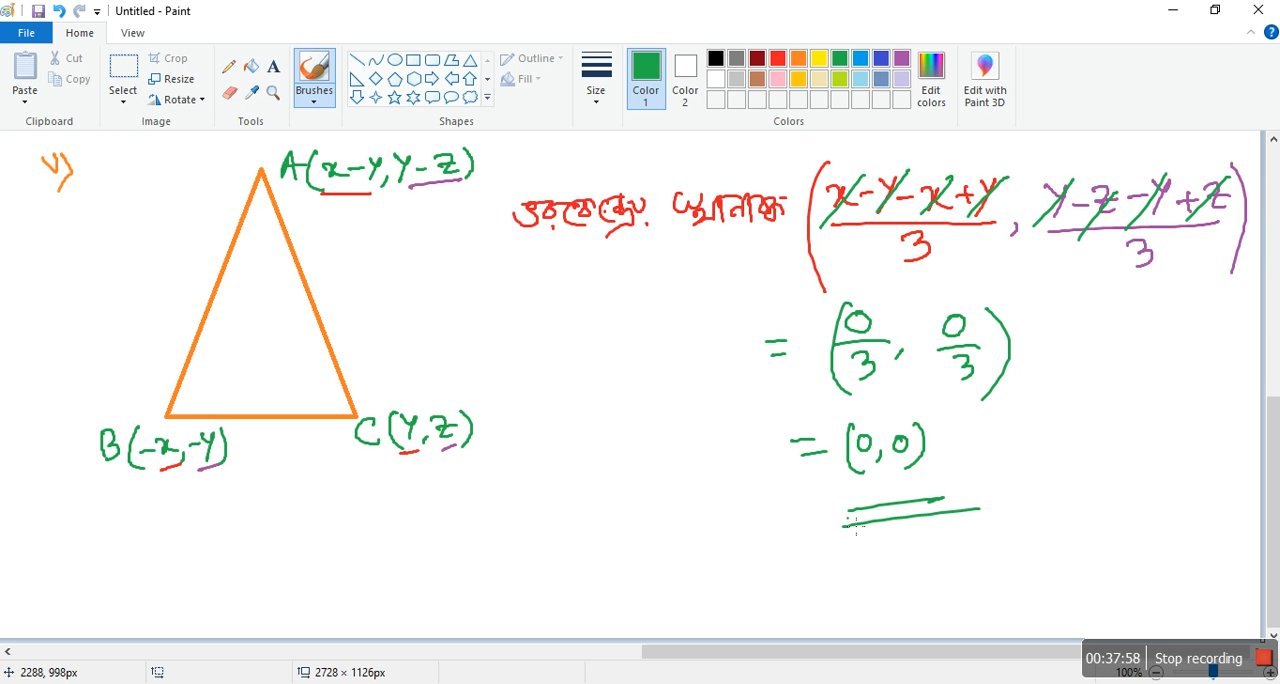 Untitled - Paint
File Home View
Paste Cut Copy Clipboard
Select Crop Resize Rotate Image
Tools
Brushes
Shapes Outline Fill
Size
Color 1 Color 2 Edit colors Colors
Edit with Paint 3D
V)
A(x-y, y-z)
B(-x,-y)
C(y,z)
((x-y-x+y)/3, (y-z-y+z)/3)
= (0/3, 0/3)
= (0,0)
00:37:58 Stop recording
2288, 998px 2728 × 1126px 100%